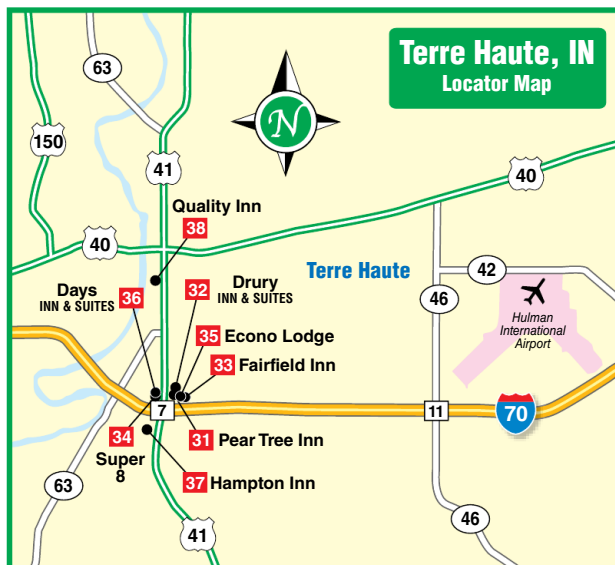 Terre Haute, IN
Locator Map
63
N
150
41
40
Quality Inn
38
40
Terre Haute
42
Days
INN & SUITES
36
32
Drury
INN & SUITES
46
Hulman
International
Airport
35 Econo Lodge
33 Fairfield Inn
7
11
70
34
Super
8
31 Pear Tree Inn
37 Hampton Inn
63
46
41